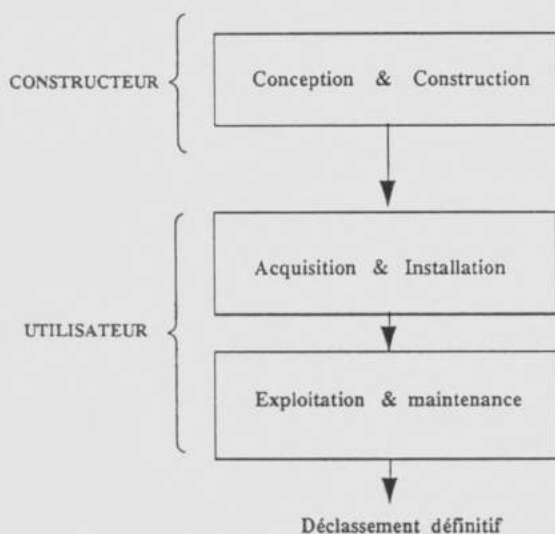 CONSTRUCTEUR
Conception & Construction
UTILISATEUR
Acquisition & Installation
Exploitation & maintenance
Déclassement définitif